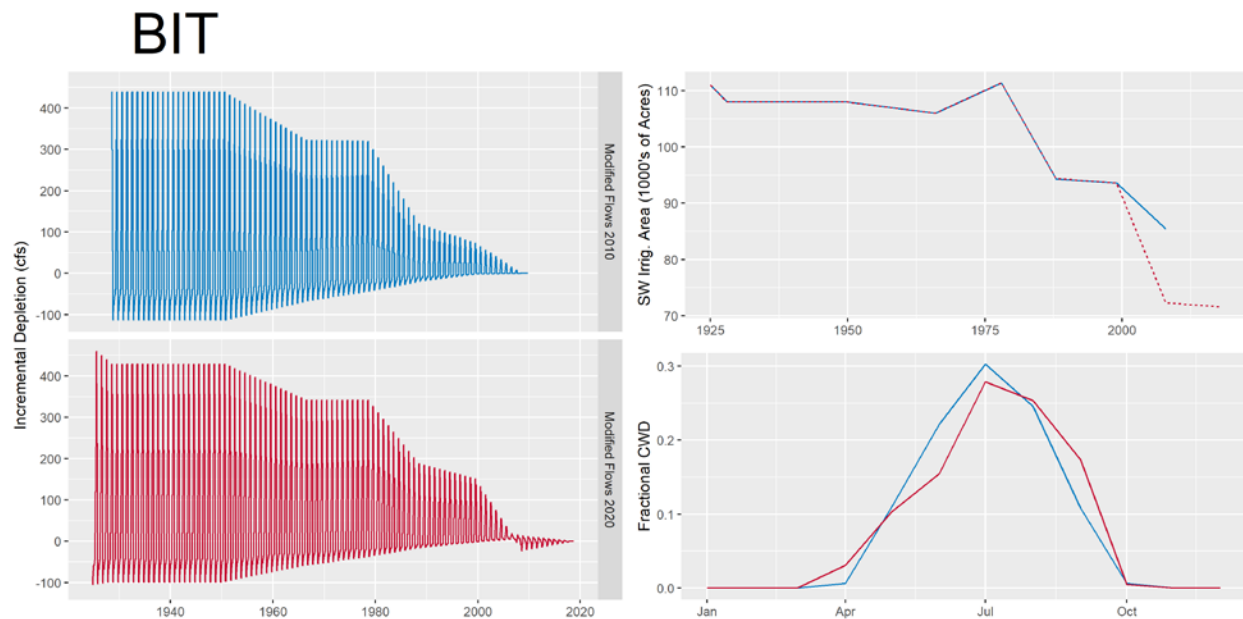 BIT
Incremental Depletion (cfs)
400
300
200
100
0
-100
Modified Flows 2010
400
300
200
100
0
-100
Modified Flows 2020
1940 1960 1980 2000 2020
SW Irrig. Area (1000's of Acres)
110
100
90
80
70
1925 1950 1975 2000
Fractional CWD
0.3
0.2
0.1
0.0
Jan Apr Jul Oct